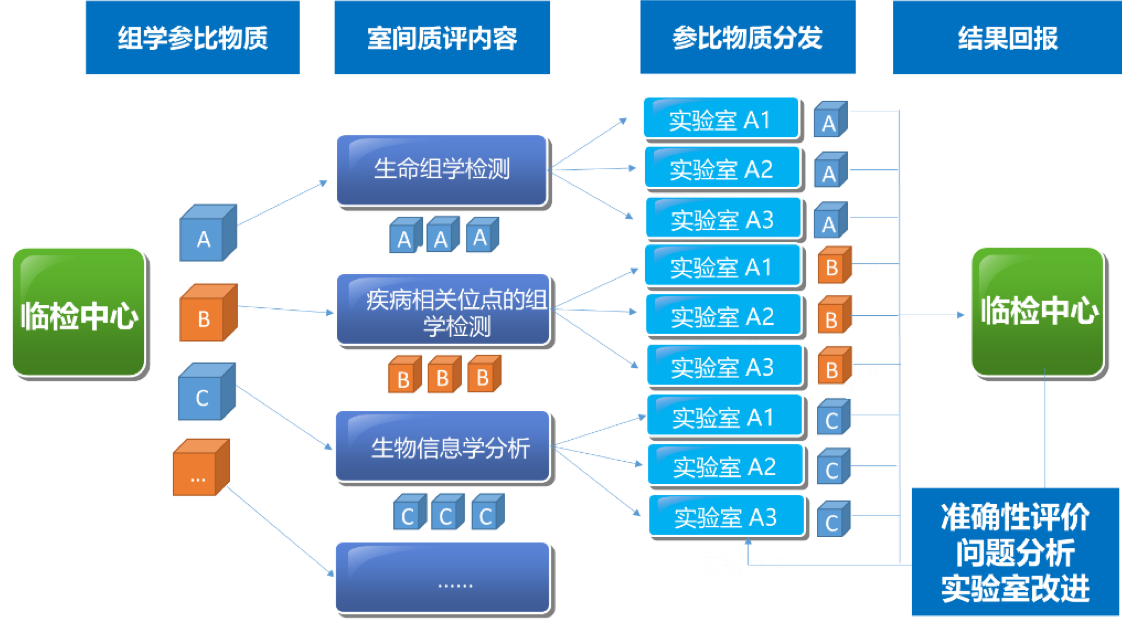 组学参比物质
室间质评内容
参比物质分发
结果回报
临检中心
A
B
C
...
生命组学检测
A A A
疾病相关位点的组
学检测
B B B
生物信息学分析
C C C
......
实验室 A1
A
实验室 A2
A
实验室 A3
A
实验室 A1
B
实验室 A2
B
实验室 A3
B
实验室 A1
C
实验室 A2
C
实验室 A3
C
临检中心
准确性评价
问题分析
实验室改进